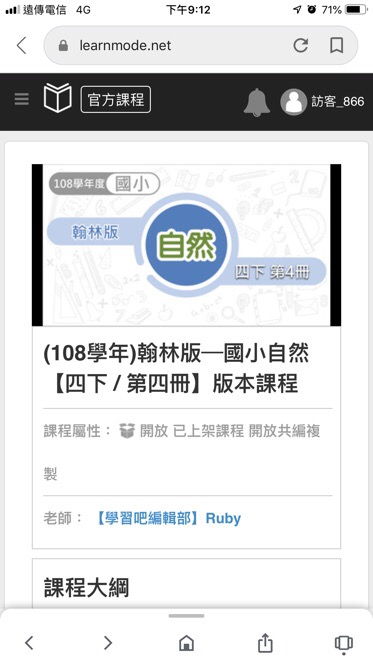 遠傳電信 4G 下午9:12 71%
learnmode.net
官方課程 訪客_866
108學年度 國小
翰林版
自然
四下 第4冊
(108學年)翰林版—國小自然
【四下 / 第四冊】版本課程
課程屬性： 開放 已上架課程 開放共編複
製
老師： 【學習吧編輯部】Ruby
課程大綱